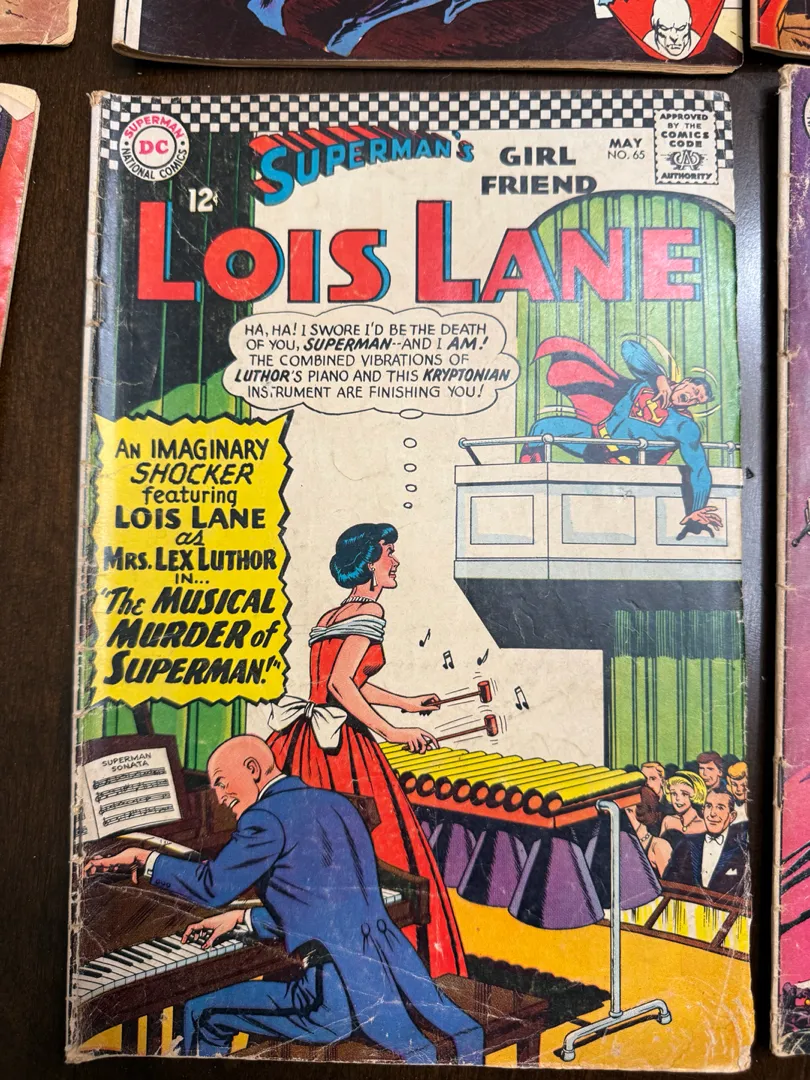 SUPERMAN
DC
NATIONAL COMICS
12¢
SUPERMAN'S
GIRL
FRIEND
LOIS LANE
MAY
NO. 65
APPROVED
BY THE
COMICS
CODE
CA
AUTHORITY
HA, HA! I SWORE I'D BE THE DEATH
OF YOU, SUPERMAN--AND I AM!
THE COMBINED VIBRATIONS OF
LUTHOR'S PIANO AND THIS KRYPTONIAN
INSTRUMENT ARE FINISHING YOU!
AN IMAGINARY
SHOCKER
featuring
LOIS LANE
as
MRS. LEX LUTHOR
IN...
"The MUSICAL
MURDER of
SUPERMAN!"
SUPERMAN
SONATA